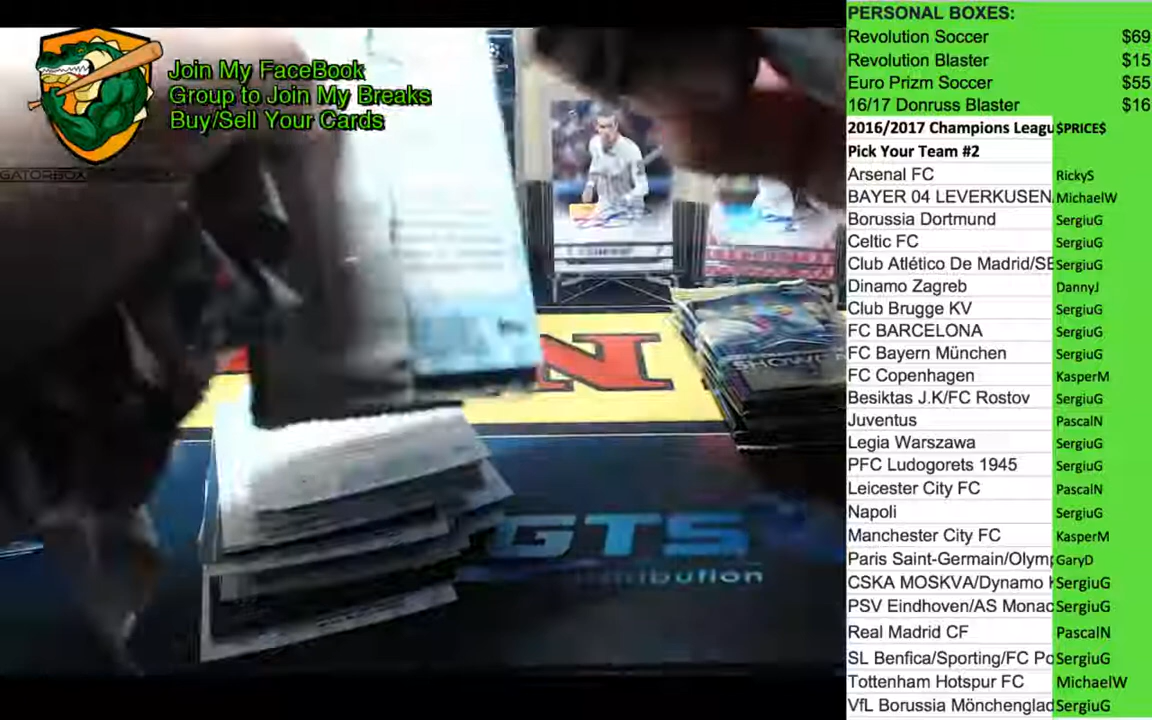 Join My FaceBook
Group to Join My Breaks
Buy/Sell Your Cards
GATORBOX
GTS
tribution
PERSONAL BOXES:
Revolution Soccer $69
Revolution Blaster $15
Euro Prizm Soccer $55
16/17 Donruss Blaster $16
2016/2017 Champions Leagu $PRICE$
Pick Your Team #2
Arsenal FC RickyS
BAYER 04 LEVERKUSEN MichaelW
Borussia Dortmund SergiuG
Celtic FC SergiuG
Club Atlético De Madrid/SE SergiuG
Dinamo Zagreb DannyJ
Club Brugge KV SergiuG
FC BARCELONA SergiuG
FC Bayern München SergiuG
FC Copenhagen KasperM
Besiktas J.K/FC Rostov SergiuG
Juventus PascalN
Legia Warszawa SergiuG
PFC Ludogorets 1945 SergiuG
Leicester City FC PascalN
Napoli SergiuG
Manchester City FC KasperM
Paris Saint-Germain/Olymp GaryD
CSKA MOSKVA/Dynamo K SergiuG
PSV Eindhoven/AS Monac SergiuG
Real Madrid CF PascalN
SL Benfica/Sporting/FC Po SergiuG
Tottenham Hotspur FC MichaelW
VfL Borussia Mönchenglad SergiuG